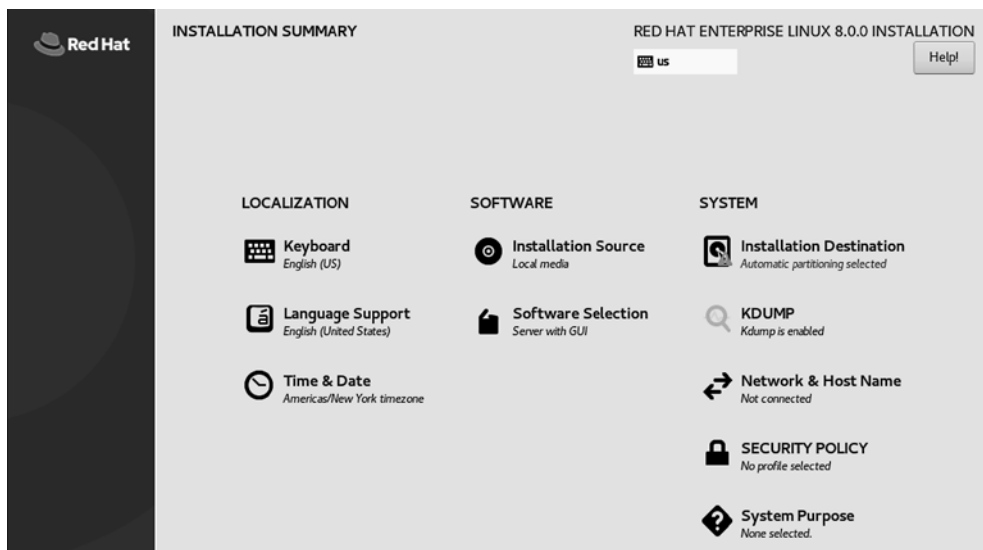 Red Hat
INSTALLATION SUMMARY
RED HAT ENTERPRISE LINUX 8.0.0 INSTALLATION
us
Help!
LOCALIZATION
Keyboard
English (US)
Language Support
English (United States)
Time & Date
Americas/New York timezone
SOFTWARE
Installation Source
Local media
Software Selection
Server with GUI
SYSTEM
Installation Destination
Automatic partitioning selected
KDUMP
Kdump is enabled
Network & Host Name
Not connected
SECURITY POLICY
No profile selected
System Purpose
None selected.